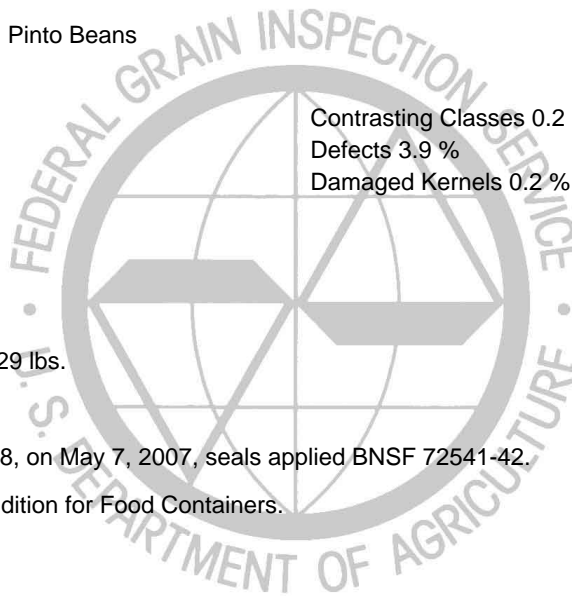 Pinto Beans
FEDERAL GRAIN INSPECTION SERVICE
Contrasting Classes 0.2
Defects 3.9 %
Damaged Kernels 0.2 %
29 lbs.
8, on May 7, 2007, seals applied BNSF 72541-42.
dition for Food Containers.
U. S. DEPARTMENT OF AGRICULTURE